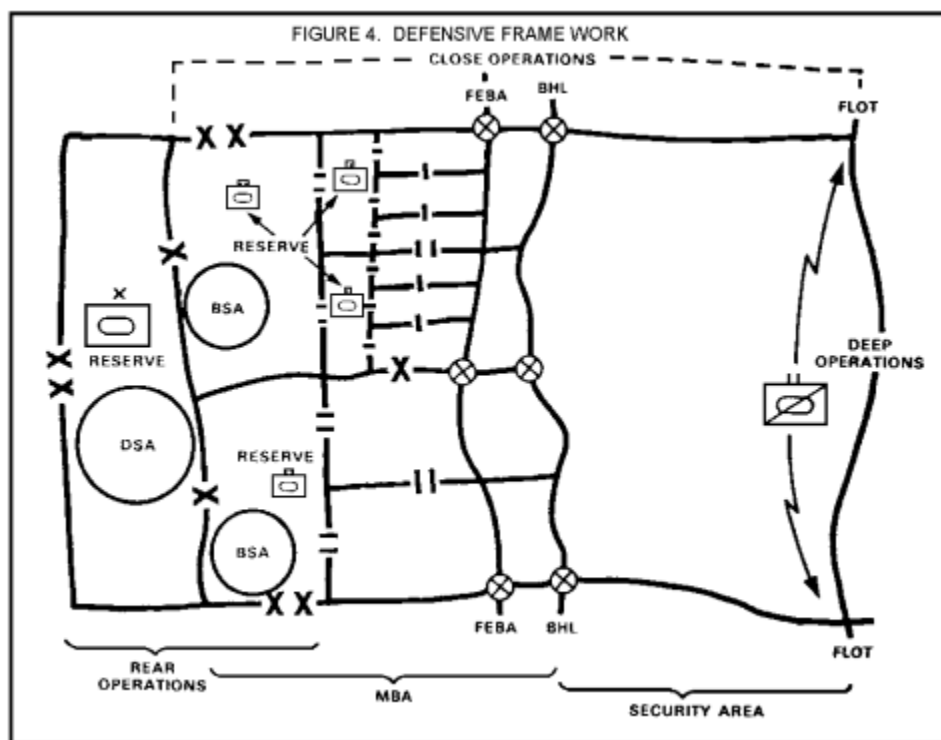 FIGURE 4. DEFENSIVE FRAME WORK
CLOSE OPERATIONS
FEBA
BHL
FLOT
X X
RESERVE
X
BSA
X
RESERVE
DEEP
OPERATIONS
X
X
X
DSA
RESERVE
X
BSA
X X
FEBA
BHL
FLOT
REAR
OPERATIONS
MBA
SECURITY AREA